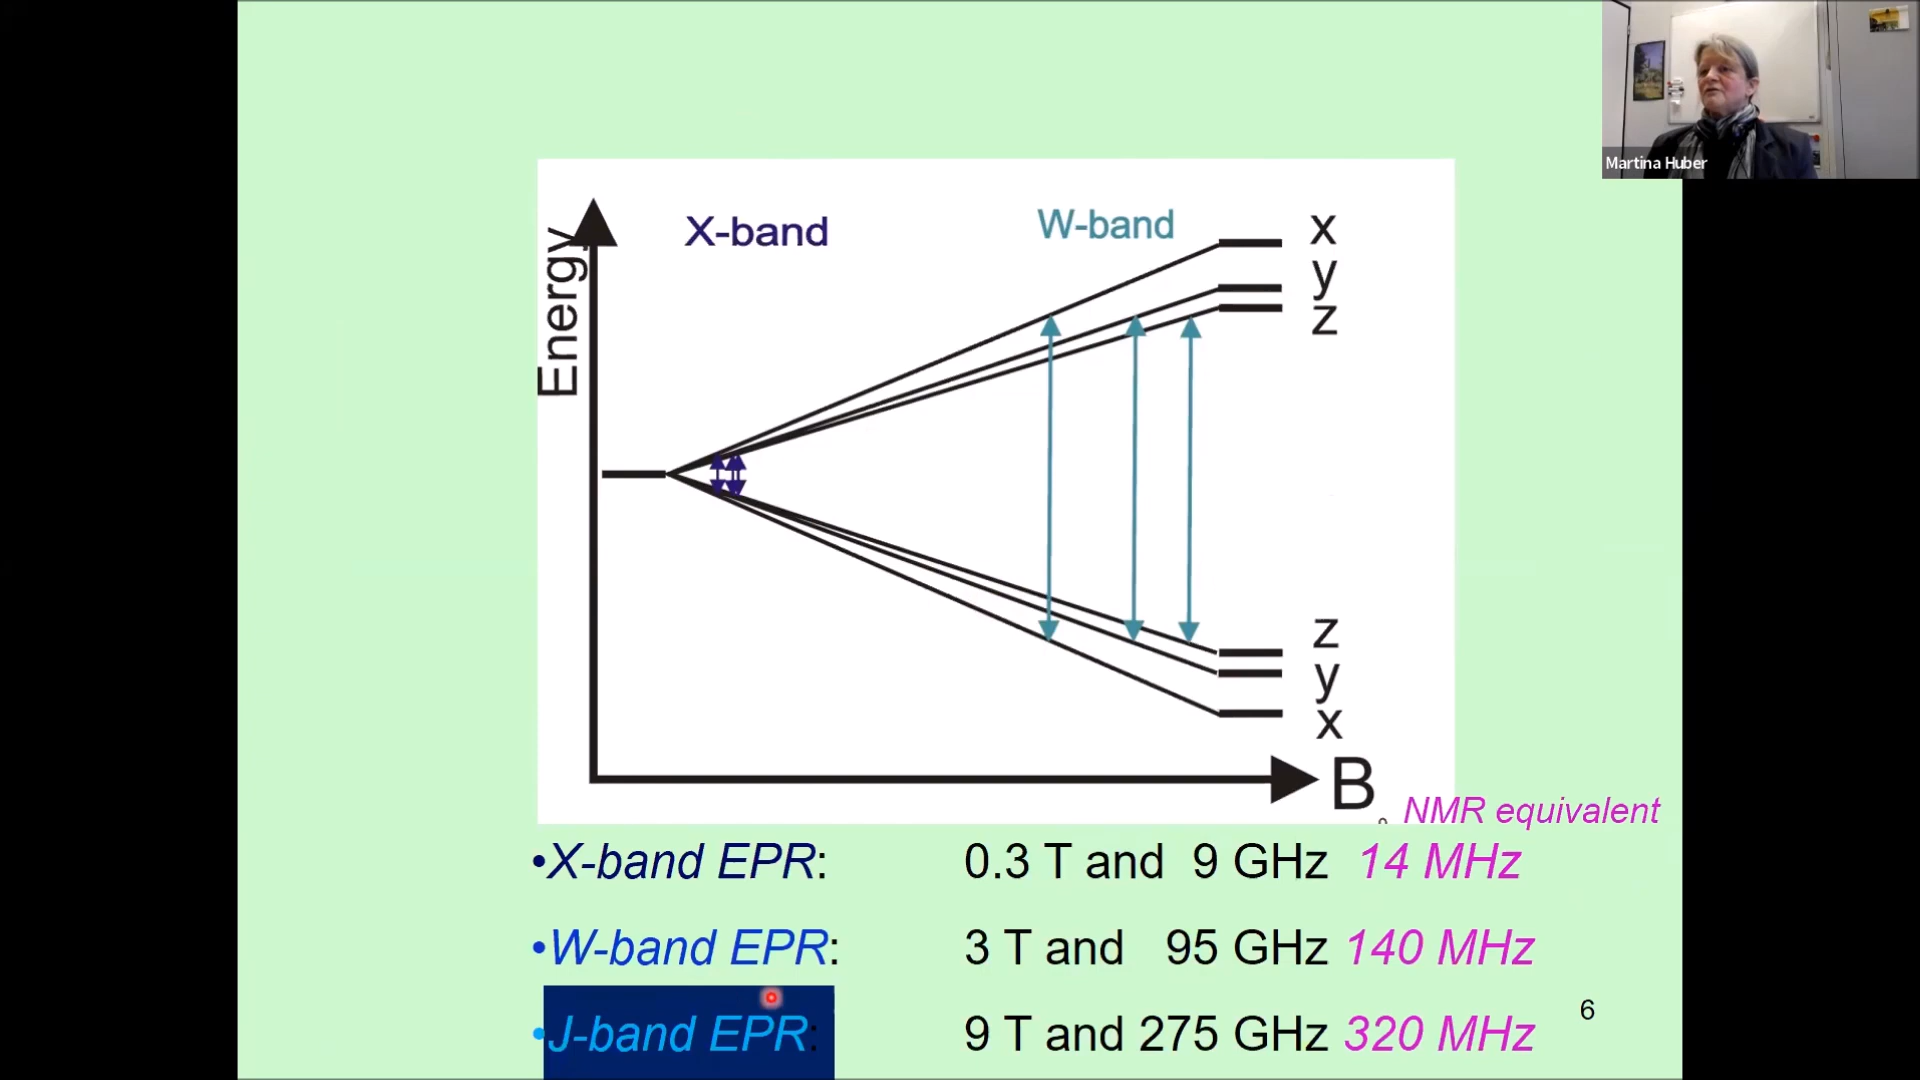 Martina Huber
X-band
W-band
Energy
x
y
z
z
y
x
B
NMR equivalent
•X-band EPR: 0.3 T and 9 GHz 14 MHz
•W-band EPR: 3 T and 95 GHz 140 MHz
•J-band EPR: 9 T and 275 GHz 320 MHz
6